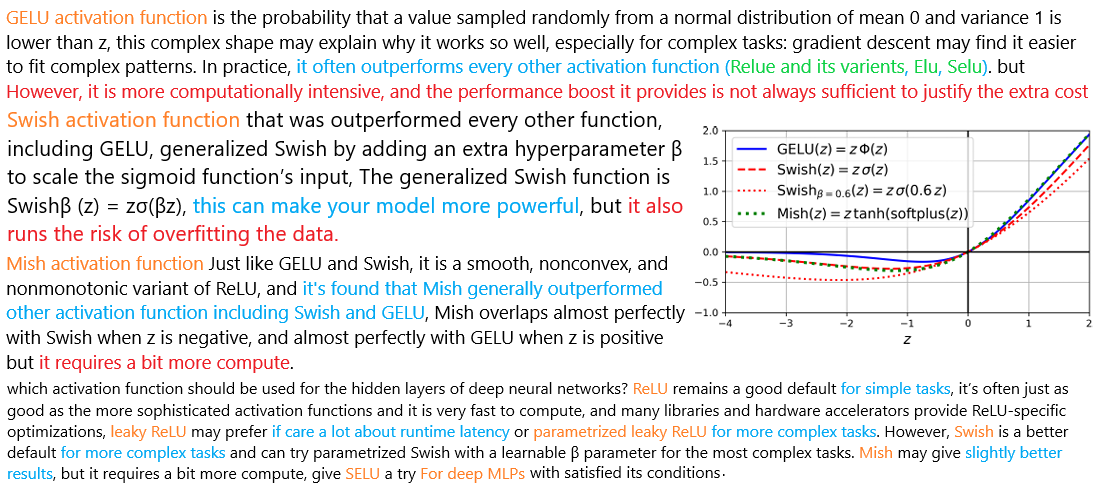 GELU activation function is the probability that a value sampled randomly from a normal distribution of mean 0 and variance 1 is
lower than z, this complex shape may explain why it works so well, especially for complex tasks: gradient descent may find it easier
to fit complex patterns. In practice, it often outperforms every other activation function (Relue and its varients, Elu, Selu). but
However, it is more computationally intensive, and the performance boost it provides is not always sufficient to justify the extra cost
Swish activation function that was outperformed every other function,
including GELU, generalized Swish by adding an extra hyperparameter β
to scale the sigmoid function's input, The generalized Swish function is
Swishβ (z) = zσ(βz), this can make your model more powerful, but it also
runs the risk of overfitting the data.
Mish activation function Just like GELU and Swish, it is a smooth, nonconvex, and
nonmonotonic variant of ReLU, and it's found that Mish generally outperformed
other activation function including Swish and GELU, Mish overlaps almost perfectly
with Swish when z is negative, and almost perfectly with GELU when z is positive
but it requires a bit more compute.
2.0
1.5
1.0
0.5
0.0
−0.5
−1.0
GELU(z) = z Φ(z)
Swish(z) = z σ(z)
Swishβ = 0.6(z) = z σ(0.6 z)
Mish(z) = z tanh(softplus(z))
−4 −3 −2 −1 0 1 2
z
which activation function should be used for the hidden layers of deep neural networks? ReLU remains a good default for simple tasks, it's often just as
good as the more sophisticated activation functions and it is very fast to compute, and many libraries and hardware accelerators provide ReLU-specific
optimizations, leaky ReLU may prefer if care a lot about runtime latency or parametrized leaky ReLU for more complex tasks. However, Swish is a better
default for more complex tasks and can try parametrized Swish with a learnable β parameter for the most complex tasks. Mish may give slightly better
results, but it requires a bit more compute, give SELU a try For deep MLPs with satisfied its conditions.